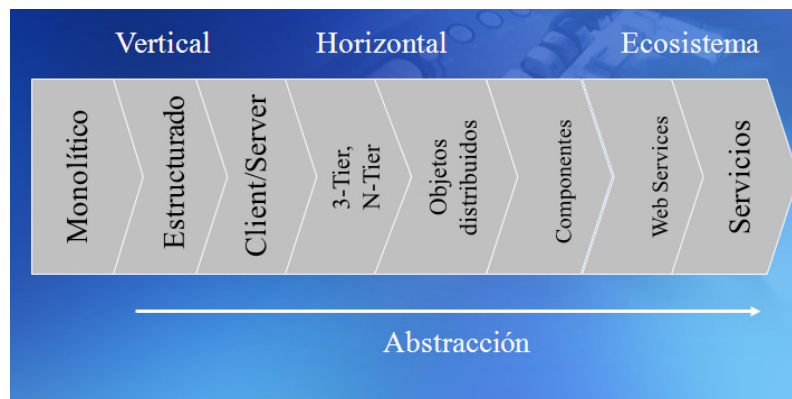 Vertical
Horizontal
Ecosistema
Monolítico
Estructurado
Client/Server
3-Tier,
N-Tier
Objetos
distribuidos
Componentes
Web Services
Servicios
Abstracción